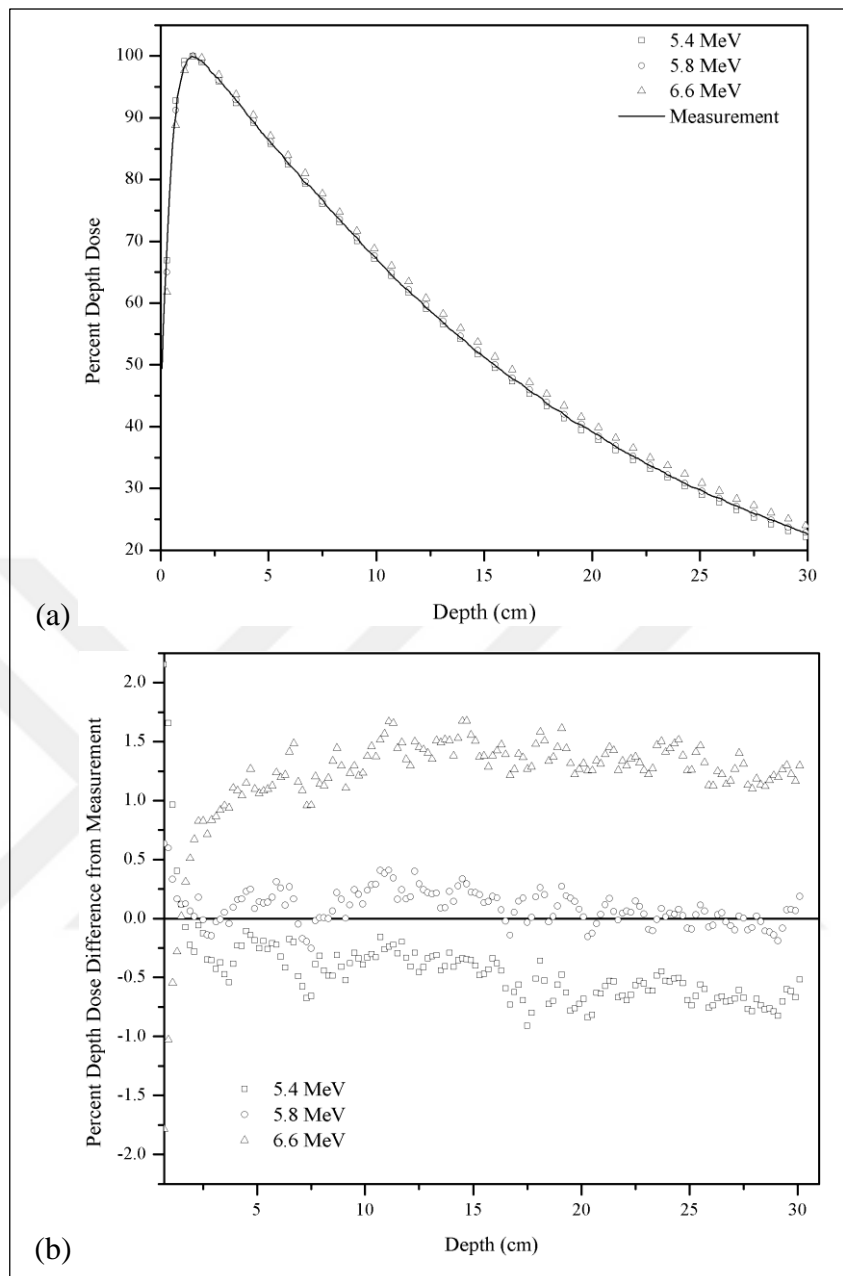 100
90
80
70
60
50
40
30
20
Percent Depth Dose
5.4 MeV
5.8 MeV
6.6 MeV
Measurement
0
5
10
15
20
25
30
Depth (cm)
(a)
2.0
1.5
1.0
0.5
0.0
-0.5
-1.0
-1.5
-2.0
Percent Depth Dose Difference from Measurement
5.4 MeV
5.8 MeV
6.6 MeV
5
10
15
20
25
30
Depth (cm)
(b)